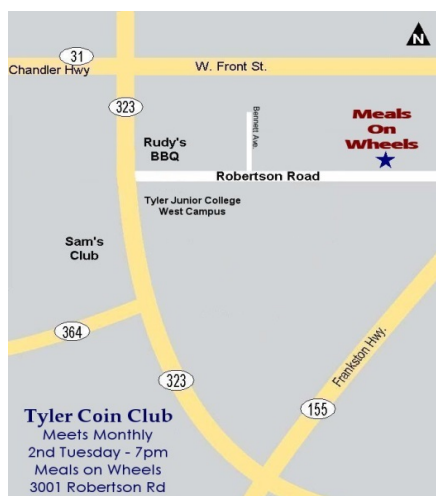 N
31
Chandler Hwy
W. Front St.
323
Bennett Ave.
Meals
On
Wheels
Rudy's
BBQ
Robertson Road
Tyler Junior College
West Campus
Sam's
Club
364
323
Frankston Hwy.
155
Tyler Coin Club
Meets Monthly
2nd Tuesday - 7pm
Meals on Wheels
3001 Robertson Rd